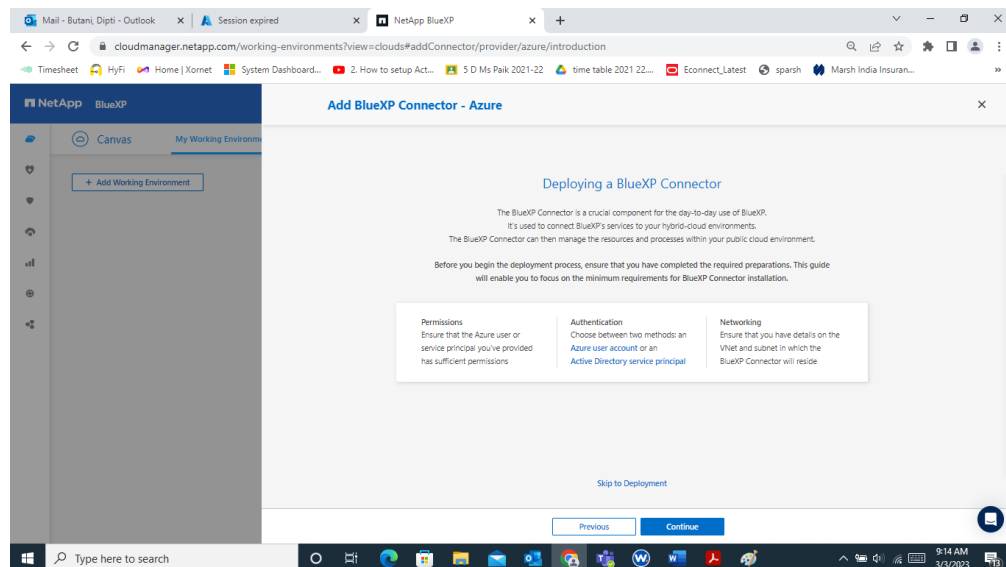 Mail - Butani, Dipti - Outlook
Session expired
NetApp BlueXP
cloudmanager.netapp.com/working-environments?view=clouds#addConnector/provider/azure/introduction
Timesheet
HyFi
Home | Xornet
System Dashboard...
2. How to setup Act...
5 D Ms Paik 2021-22
time table 2021 22....
Econnect_Latest
sparsh
Marsh India Insuran...
»
NetApp BlueXP
Add BlueXP Connector - Azure
Canvas
My Working Environme
+ Add Working Environment
Deploying a BlueXP Connector
The BlueXP Connector is a crucial component for the day-to-day use of BlueXP.
It's used to connect BlueXP's services to your hybrid-cloud environments.
The BlueXP Connector can then manage the resources and processes within your public cloud environment.
Before you begin the deployment process, ensure that you have completed the required preparations. This guide
will enable you to focus on the minimum requirements for BlueXP Connector installation.
Permissions
Ensure that the Azure user or
service principal you've provided
has sufficient permissions
Authentication
Choose between two methods: an
Azure user account or an
Active Directory service principal
Networking
Ensure that you have details on the
VNet and subnet in which the
BlueXP Connector will reside
Skip to Deployment
Previous
Continue
Type here to search
9:14 AM
3/3/2023